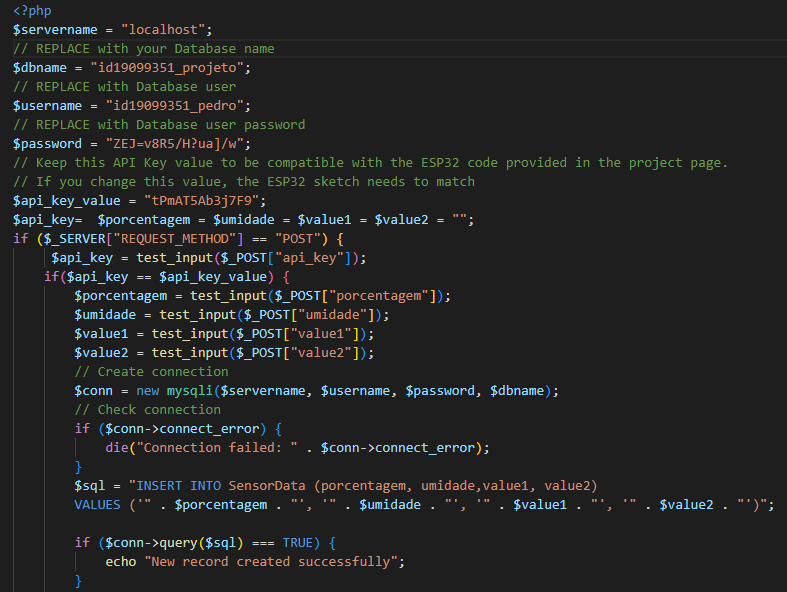 <?php
$servername = "localhost";
// REPLACE with your Database name
$dbname = "id19099351_projeto";
// REPLACE with Database user
$username = "id19099351_pedro";
// REPLACE with Database user password
$password = "ZEJ=v8R5/H?ua]/w";
// Keep this API Key value to be compatible with the ESP32 code provided in the project page.
// If you change this value, the ESP32 sketch needs to match
$api_key_value = "tPmAT5Ab3j7F9";
$api_key=  $porcentagem = $umidade = $value1 = $value2 = "";
if ($_SERVER["REQUEST_METHOD"] == "POST") {
     $api_key = test_input($_POST["api_key"]);
    if($api_key == $api_key_value) {
        $porcentagem = test_input($_POST["porcentagem"]);
        $umidade = test_input($_POST["umidade"]);
        $value1 = test_input($_POST["value1"]);
        $value2 = test_input($_POST["value2"]);
        // Create connection
        $conn = new mysqli($servername, $username, $password, $dbname);
        // Check connection
        if ($conn->connect_error) {
            die("Connection failed: " . $conn->connect_error);
        }
        $sql = "INSERT INTO SensorData (porcentagem, umidade,value1, value2)
        VALUES ('" . $porcentagem . "', '" . $umidade . "', '" . $value1 . "', '" . $value2 . "')";
        if ($conn->query($sql) === TRUE) {
            echo "New record created successfully";
        }